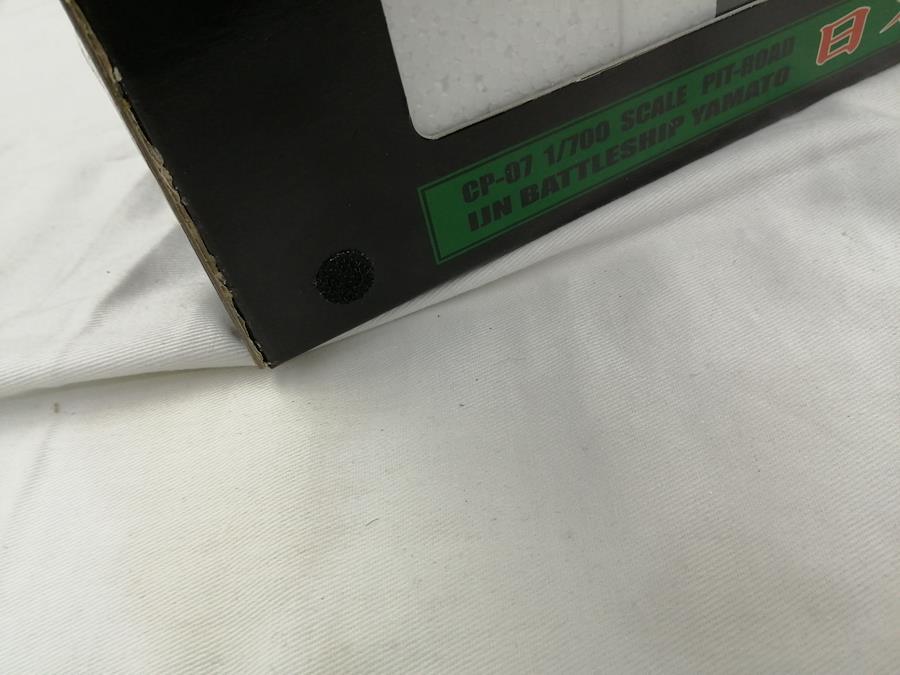 日
CP-07 1/700 SCALE PIT-ROAD
IJN BATTLESHIP YAMATO